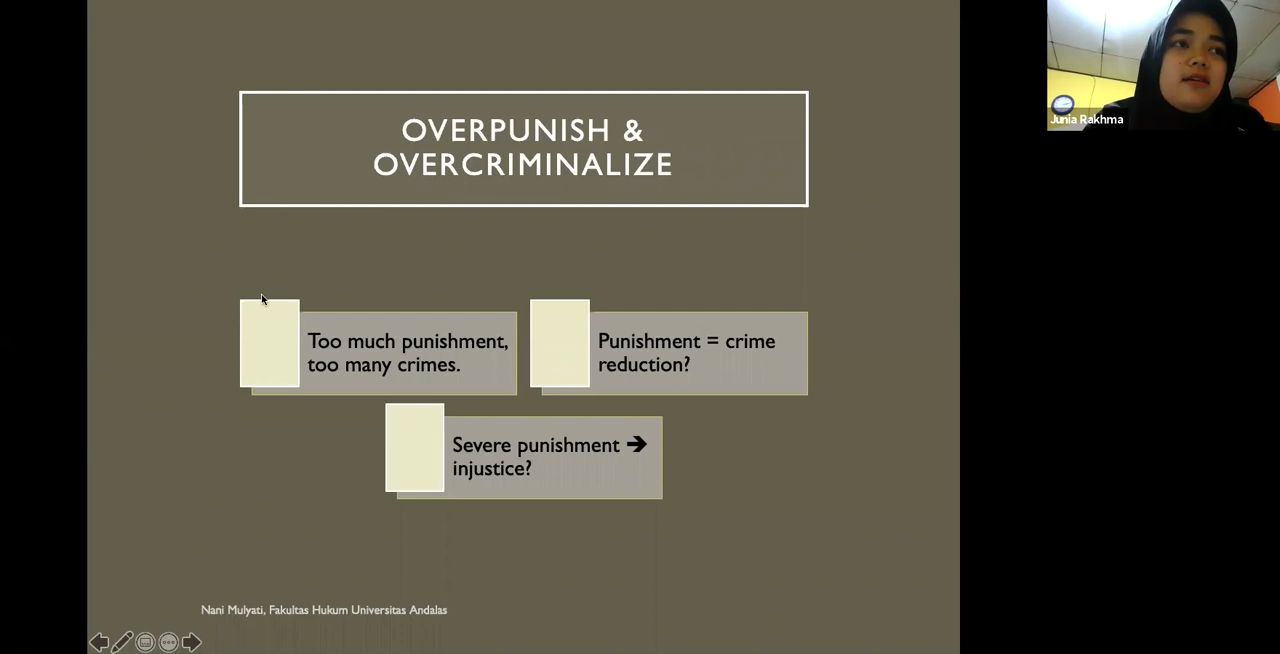 OVERPUNISH &
OVERCRIMINALIZE
Too much punishment,
too many crimes.
Punishment = crime
reduction?
Severe punishment ➔
injustice?
Nani Mulyati, Fakultas Hukum Universitas Andalas
Junia Rakhma